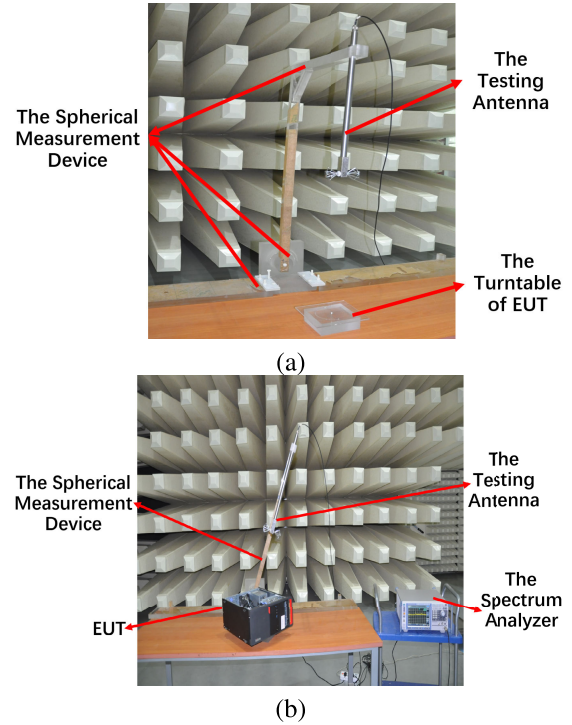 The Spherical
Measurement
Device
The
Testing
Antenna
The
Turntable
of EUT
(a)
The Spherical
Measurement
Device
The
Testing
Antenna
EUT
The
Spectrum
Analyzer
(b)